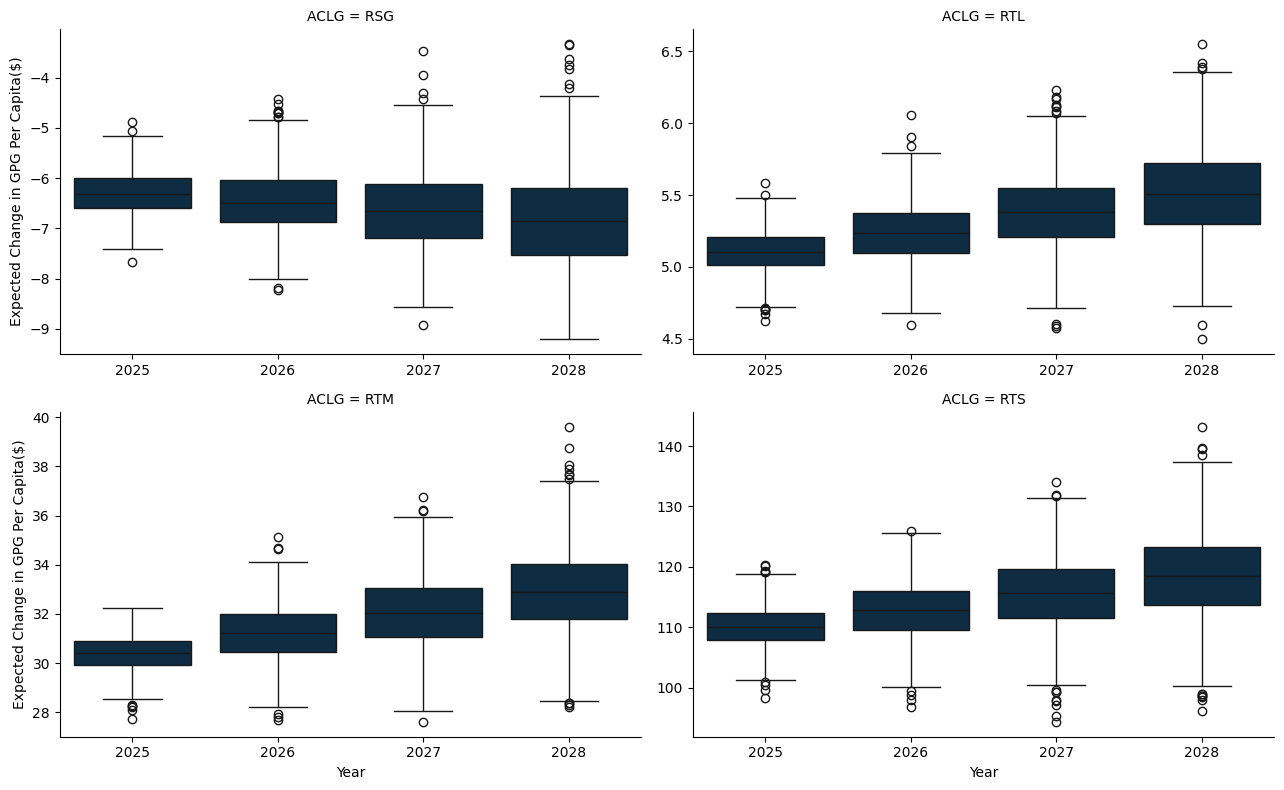 ACLG = RSG
Expected Change in GPG Per Capita($)
−4
−5
−6
−7
−8
−9
2025 2026 2027 2028
ACLG = RTL
6.5
6.0
5.5
5.0
4.5
2025 2026 2027 2028
ACLG = RTM
Expected Change in GPG Per Capita($)
40
38
36
34
32
30
28
2025 2026 2027 2028
Year
ACLG = RTS
140
130
120
110
100
2025 2026 2027 2028
Year